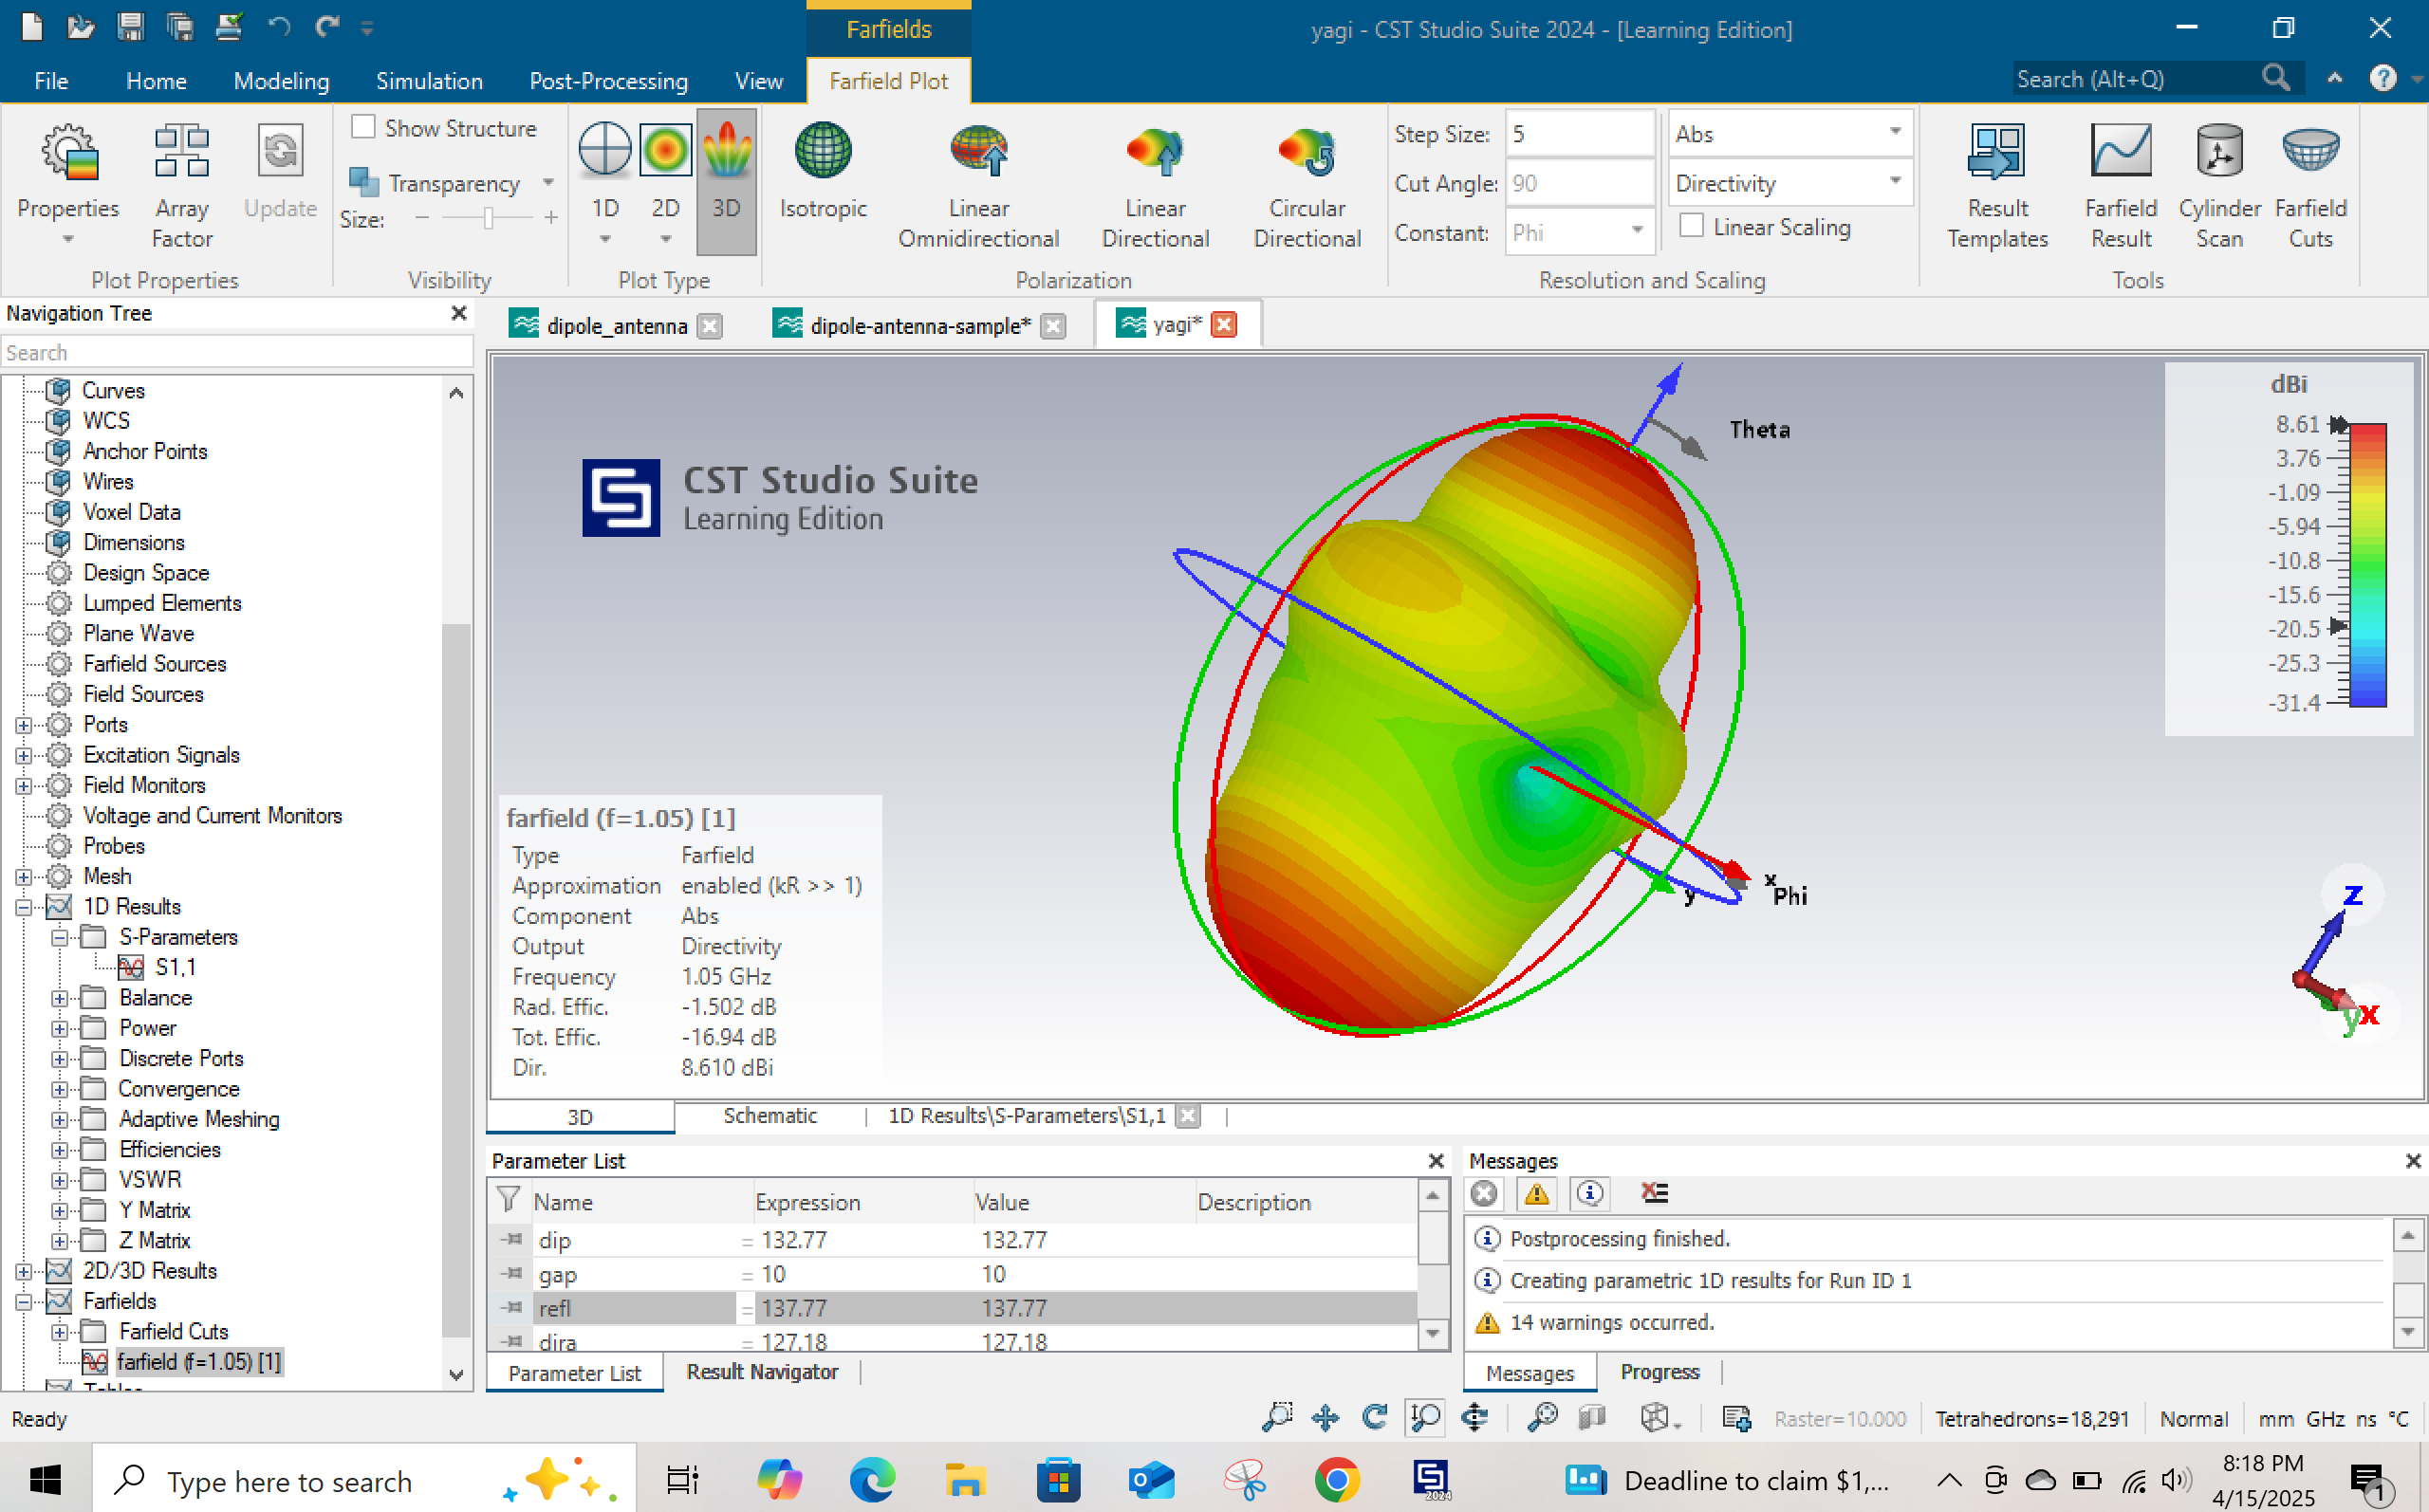 Farfields
yagi - CST Studio Suite 2024 - [Learning Edition]
File Home Modeling Simulation Post-Processing View Farfield Plot
Search (Alt+Q)
Properties
Array Factor
Update
Plot Properties
Show Structure
Transparency
Size:
Visibility
1D 2D 3D
Plot Type
Isotropic
Linear Omnidirectional
Linear Directional
Circular Directional
Polarization
Step Size: 5 Abs
Cut Angle: 90 Directivity
Constant: Phi Linear Scaling
Resolution and Scaling
Result Templates
Farfield Result
Cylinder Scan
Farfield Cuts
Tools
Navigation Tree
Search
Curves
WCS
Anchor Points
Wires
Voxel Data
Dimensions
Design Space
Lumped Elements
Plane Wave
Farfield Sources
Field Sources
Ports
Excitation Signals
Field Monitors
Voltage and Current Monitors
Probes
Mesh
1D Results
S-Parameters
S1,1
Balance
Power
Discrete Ports
Convergence
Adaptive Meshing
Efficiencies
VSWR
Y Matrix
Z Matrix
2D/3D Results
Farfields
Farfield Cuts
farfield (f=1.05) [1]
dipole_antenna dipole-antenna-sample* yagi*
CST Studio Suite
Learning Edition
Theta
x
Phi
y
dBi
8.61
3.76
-1.09
-5.94
-10.8
-15.6
-20.5
-25.3
-31.4
z
y x
farfield (f=1.05) [1]
Type Farfield
Approximation enabled (kR >> 1)
Component Abs
Output Directivity
Frequency 1.05 GHz
Rad. Effic. -1.502 dB
Tot. Effic. -16.94 dB
Dir. 8.610 dBi
3D Schematic 1D Results\S-Parameters\S1,1
Parameter List
Name Expression Value Description
dip = 132.77 132.77
gap = 10 10
refl = 137.77 137.77
dira = 127.18 127.18
Parameter List Result Navigator
Messages
Postprocessing finished.
Creating parametric 1D results for Run ID 1
14 warnings occurred.
Messages Progress
Ready
Raster=10.000 Tetrahedrons=18,291 Normal mm GHz ns °C
Type here to search
2024
Deadline to claim $1,...
8:18 PM
4/15/2025
1